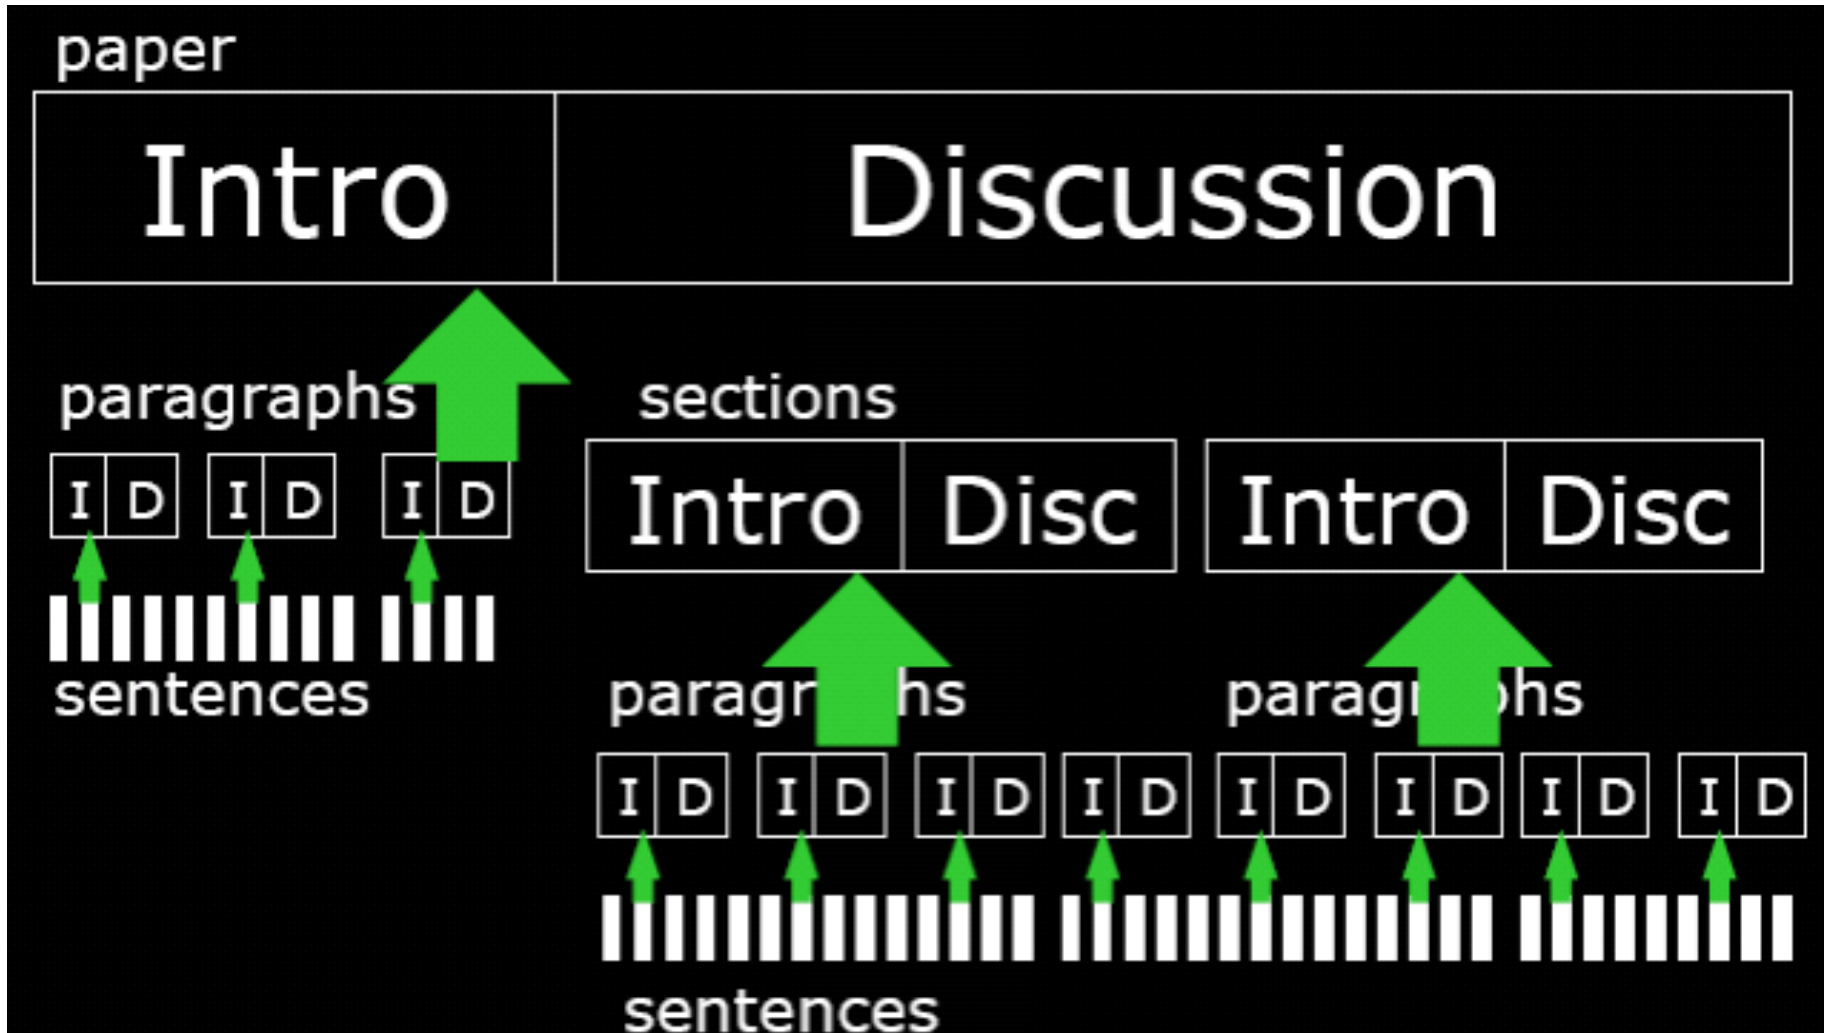 paper
Intro Discussion
paragraphs sections
I D I D I D Intro Disc Intro Disc
sentences
I D I D I D I D I D I D I D I D
sentences